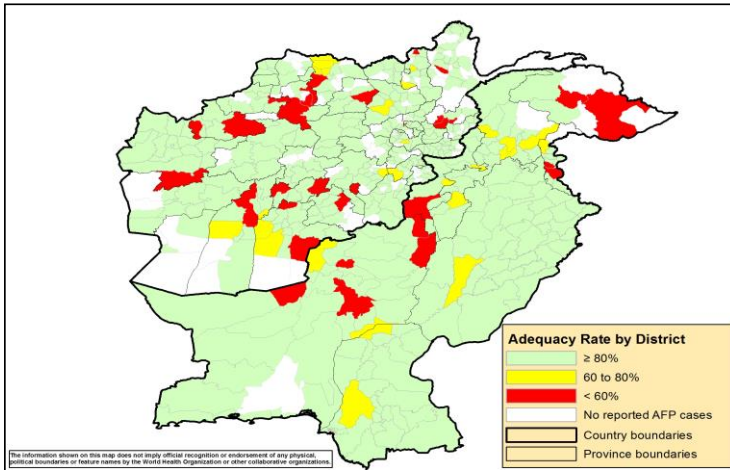 Adequacy Rate by District
≥ 80%
60 to 80%
< 60%
No reported AFP cases
Country boundaries
Province boundaries
The information shown on this map does not imply official recognition or endorsement of any physical,
political boundaries or feature names by the World Health Organization or other collaborative organizations.